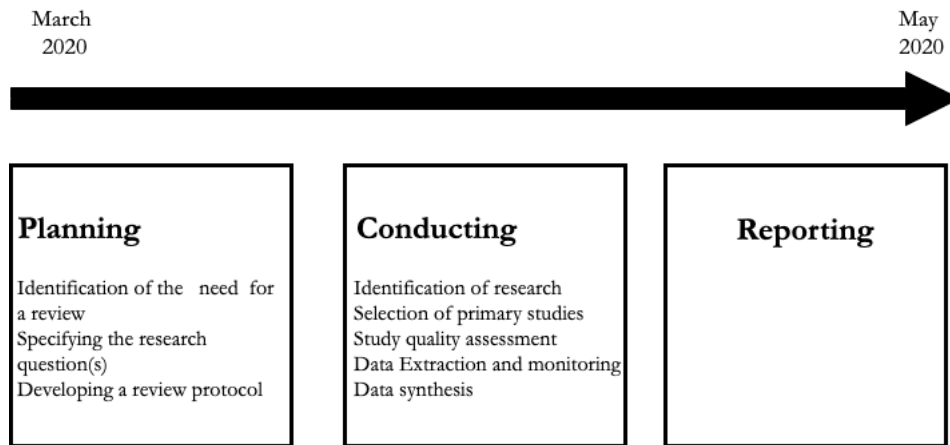 March
2020
May
2020
Planning
Identification of the need for
a review
Specifying the research
question(s)
Developing a review protocol
Conducting
Identification of research
Selection of primary studies
Study quality assessment
Data Extraction and monitoring
Data synthesis
Reporting